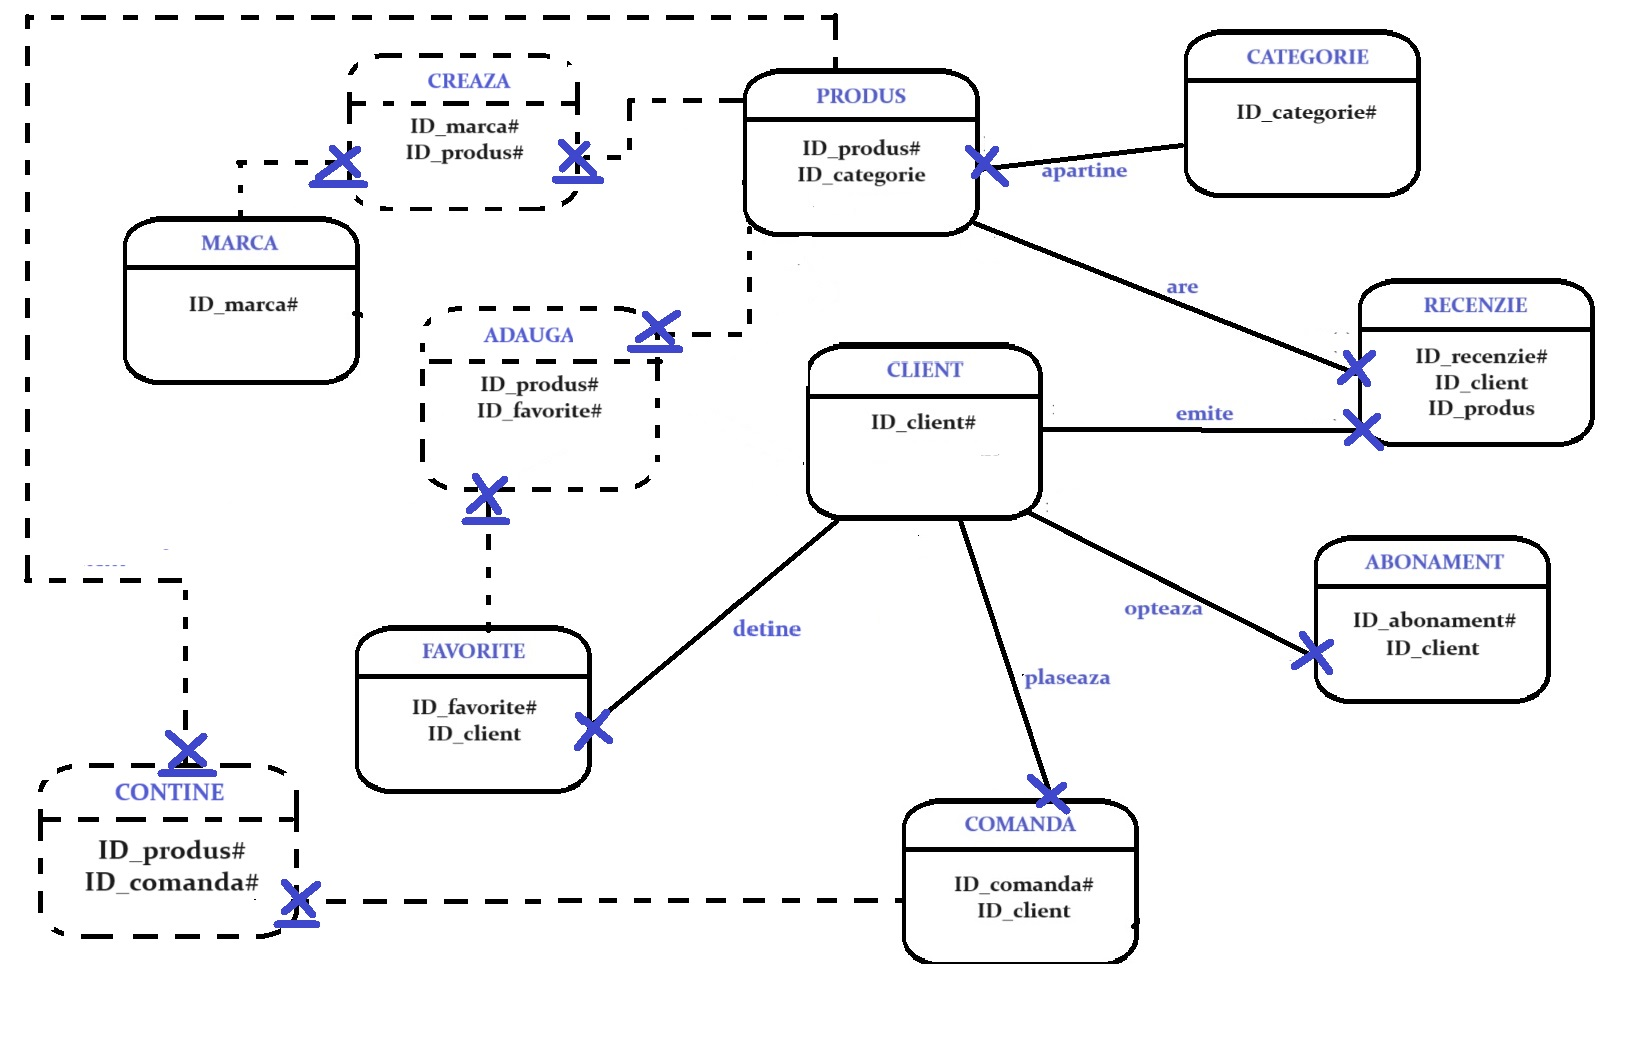 CREAZA
ID_marca#
ID_produs#
PRODUS
ID_produs#
ID_categorie
CATEGORIE
ID_categorie#
apartine
MARCA
ID_marca#
are
RECENZIE
ID_recenzie#
ID_client
ID_produs
ADAUGA
ID_produs#
ID_favorite#
CLIENT
ID_client#
emite
ABONAMENT
ID_abonament#
ID_client
opteaza
detine
plaseaza
FAVORITE
ID_favorite#
ID_client
CONTINE
ID_produs#
ID_comanda#
COMANDA
ID_comanda#
ID_client